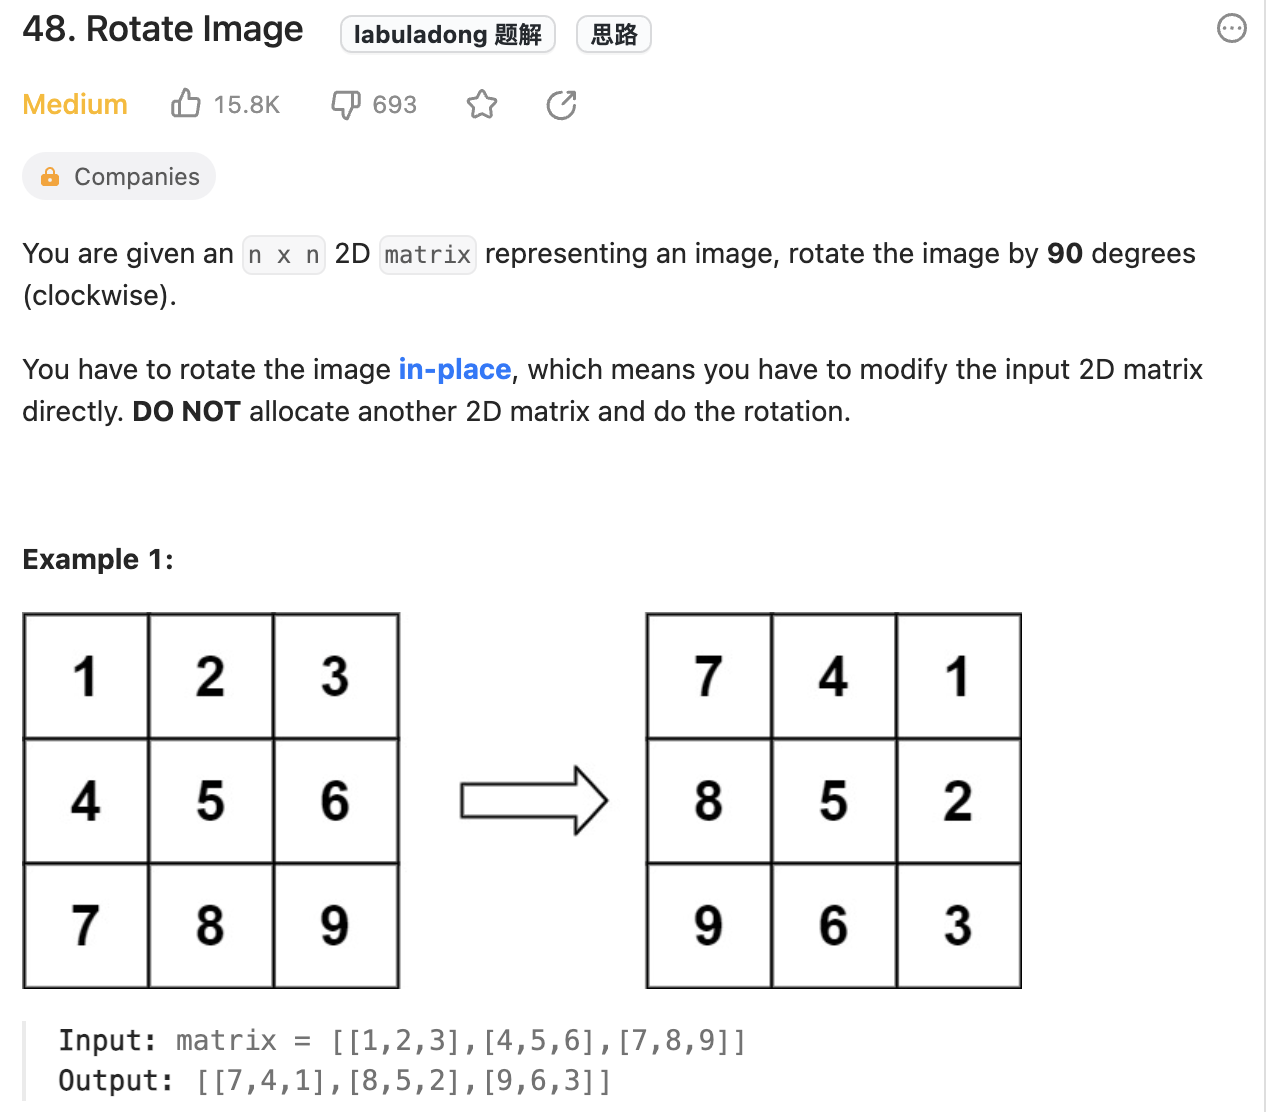 48. Rotate Image labuladong 题解 思路
Medium 15.8K 693
Companies
You are given an n x n 2D matrix representing an image, rotate the image by 90 degrees
(clockwise).
You have to rotate the image in-place, which means you have to modify the input 2D matrix
directly. DO NOT allocate another 2D matrix and do the rotation.
Example 1:
1 2 3 7 4 1
4 5 6 8 5 2
7 8 9 9 6 3
Input: matrix = [[1,2,3],[4,5,6],[7,8,9]]
Output: [[7,4,1],[8,5,2],[9,6,3]]